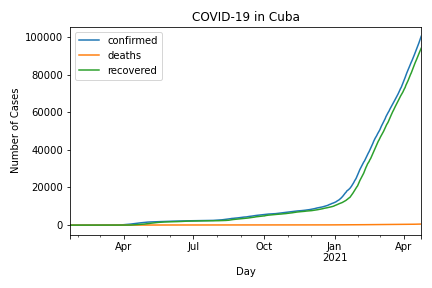 COVID-19 in Cuba
confirmed
deaths
recovered
Number of Cases
100000
80000
60000
40000
20000
0
Apr
Jul
Oct
Jan
2021
Apr
Day